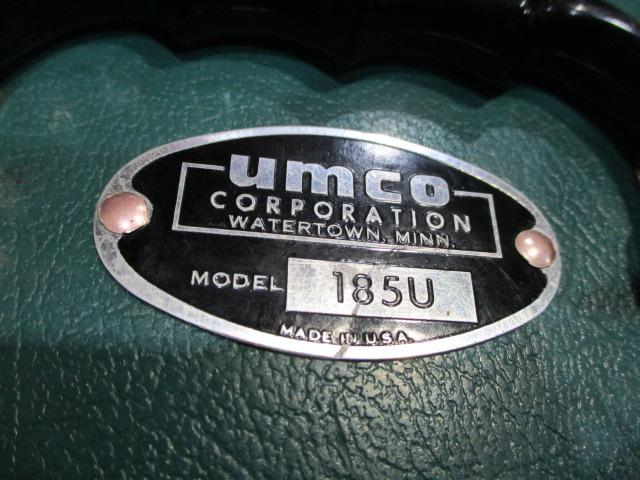 umco
CORPORATION
WATERTOWN, MINN.
MODEL 185U
MADE IN U.S.A.